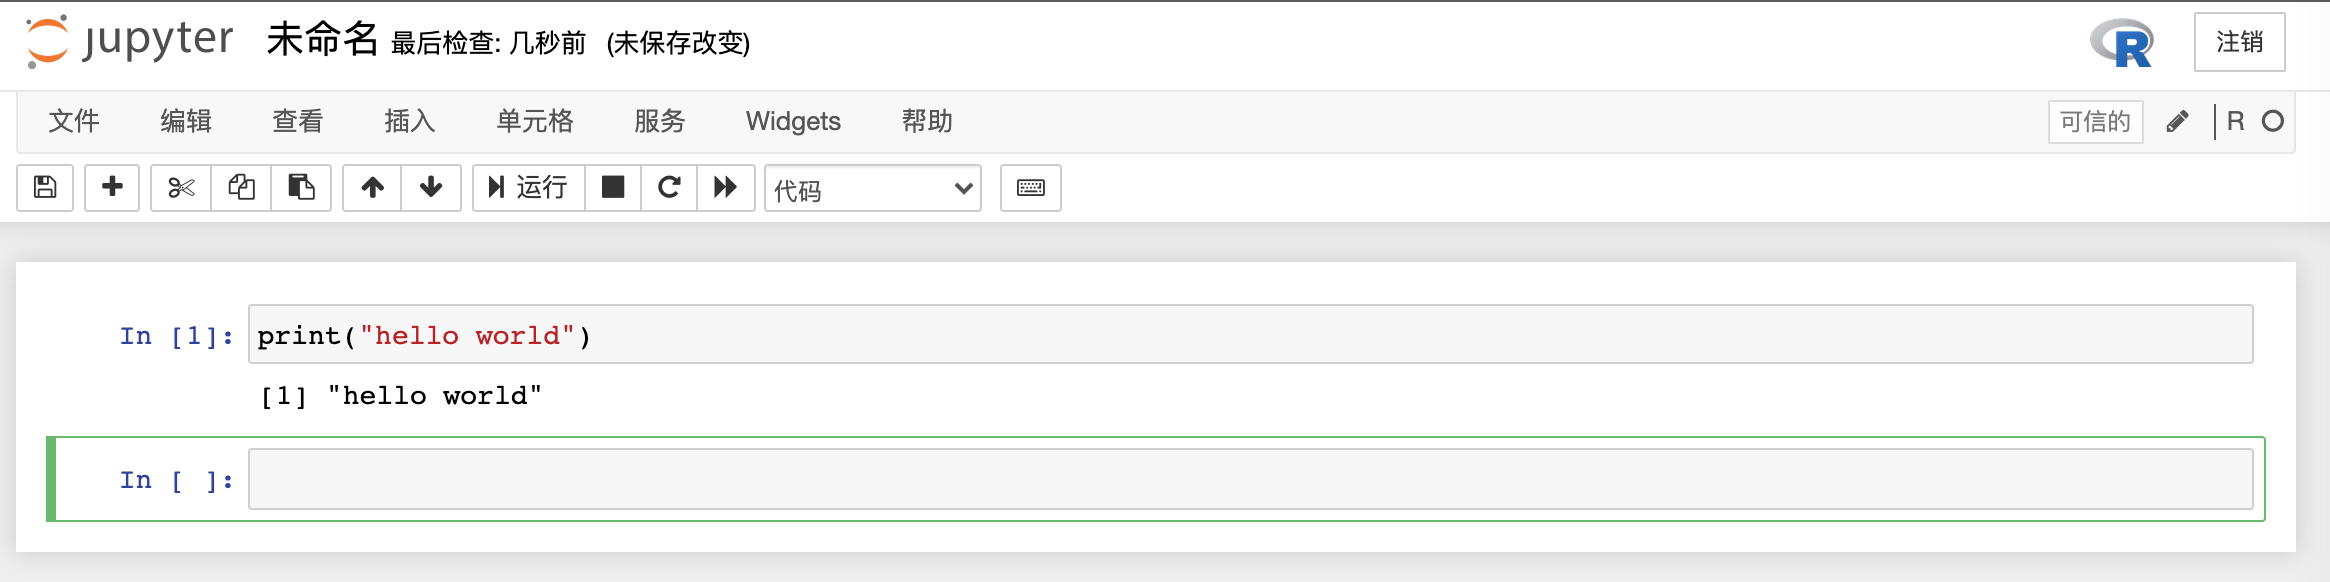 jupyter 未命名 最后检查: 几秒前 (未保存改变) R 注销
文件 编辑 查看 插入 单元格 服务 Widgets 帮助 可信的 R
运行 代码
In [1]: print("hello world")
[1] "hello world"
In [ ]: